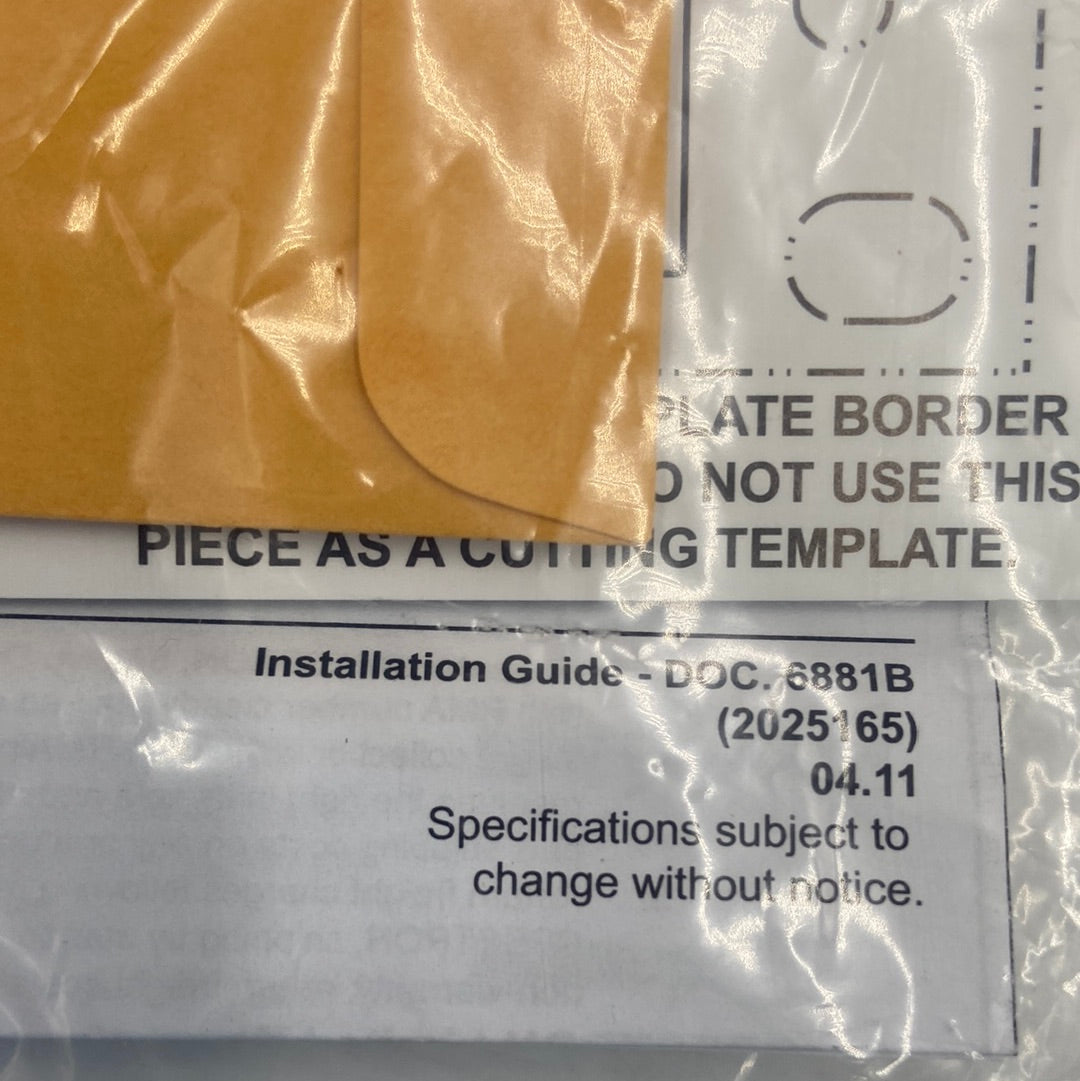 PLATE BORDER
O NOT USE THIS
PIECE AS A CUTTING TEMPLATE.
Installation Guide - DOC. 6881B
(2025165)
04.11
Specifications subject to
change without notice.